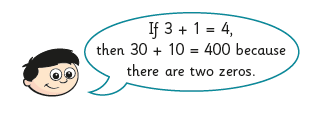 If 3 + 1 = 4,
then 30 + 10 = 400 because
there are two zeros.